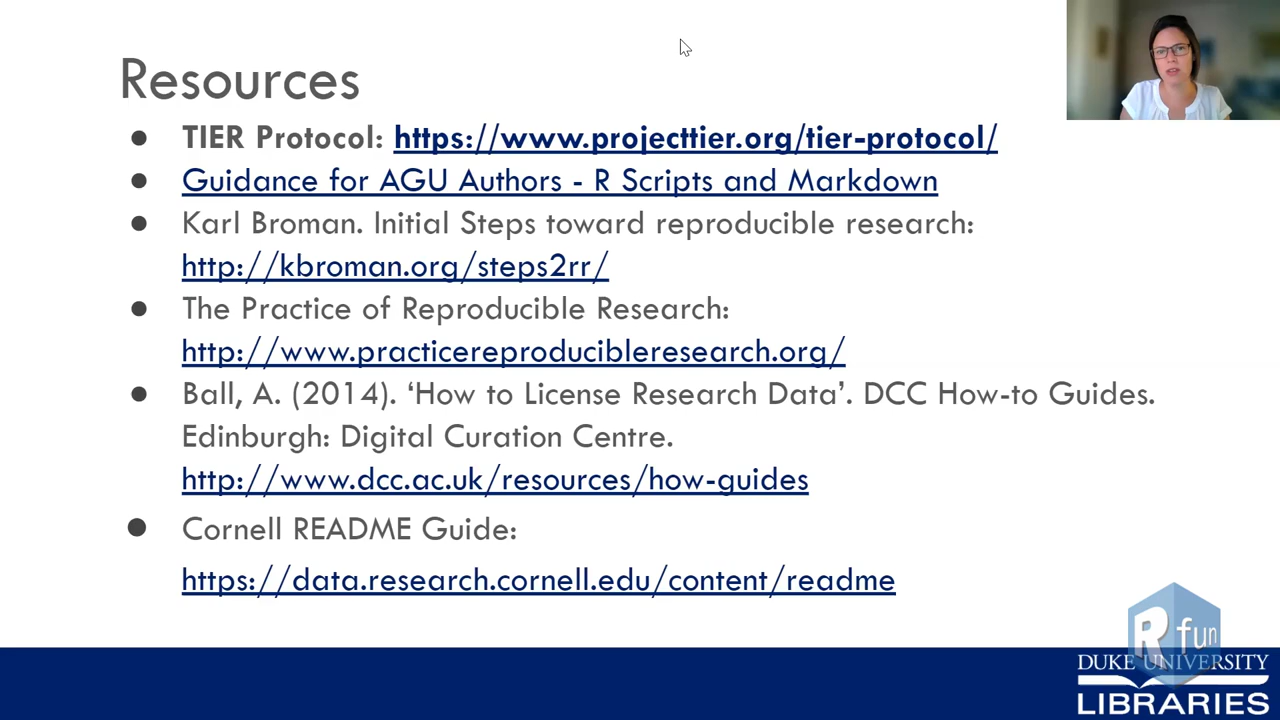 Resources
● TIER Protocol: https://www.projecttier.org/tier-protocol/
● Guidance for AGU Authors - R Scripts and Markdown
● Karl Broman. Initial Steps toward reproducible research:
http://kbroman.org/steps2rr/
● The Practice of Reproducible Research:
http://www.practicereproducibleresearch.org/
● Ball, A. (2014). ‘How to License Research Data’. DCC How-to Guides.
Edinburgh: Digital Curation Centre.
http://www.dcc.ac.uk/resources/how-guides
● Cornell README Guide:
https://data.research.cornell.edu/content/readme
R fun
DUKE UNIVERSITY
LIBRARIES